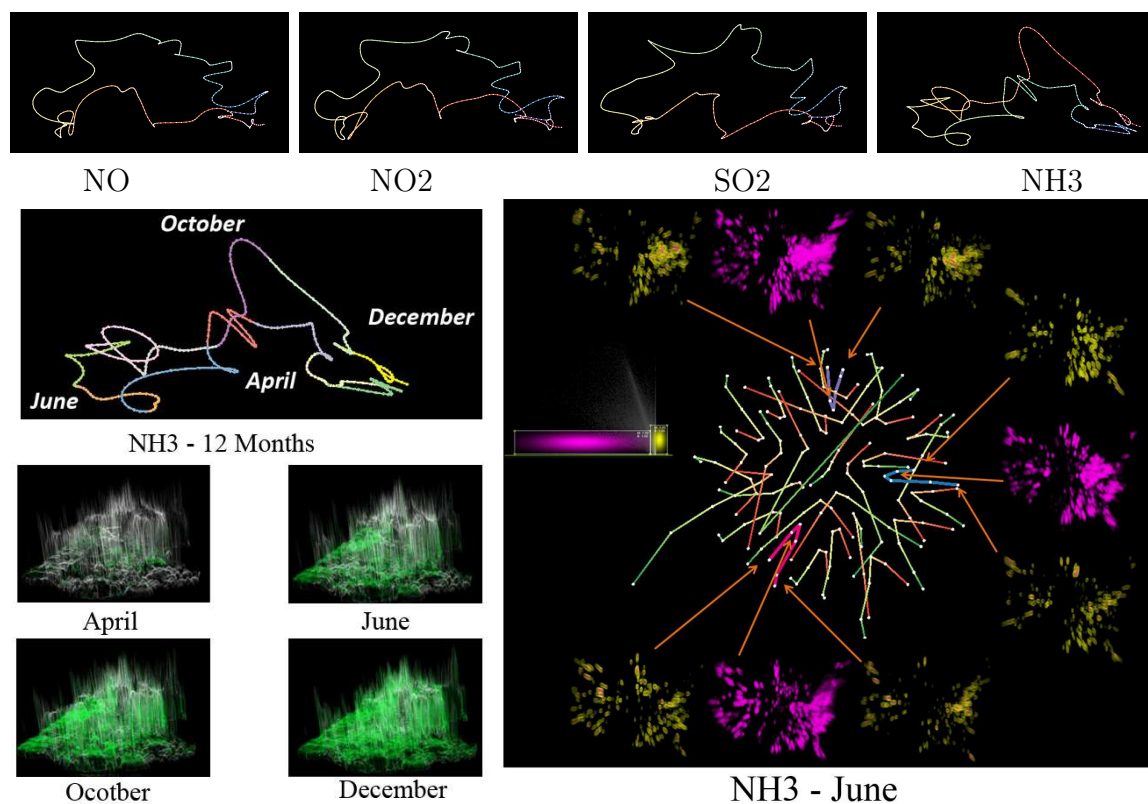 NO
NO2
SO2
NH3
October
December
April
June
NH3 - 12 Months
April
June
Ocotber
December
NH3 - June